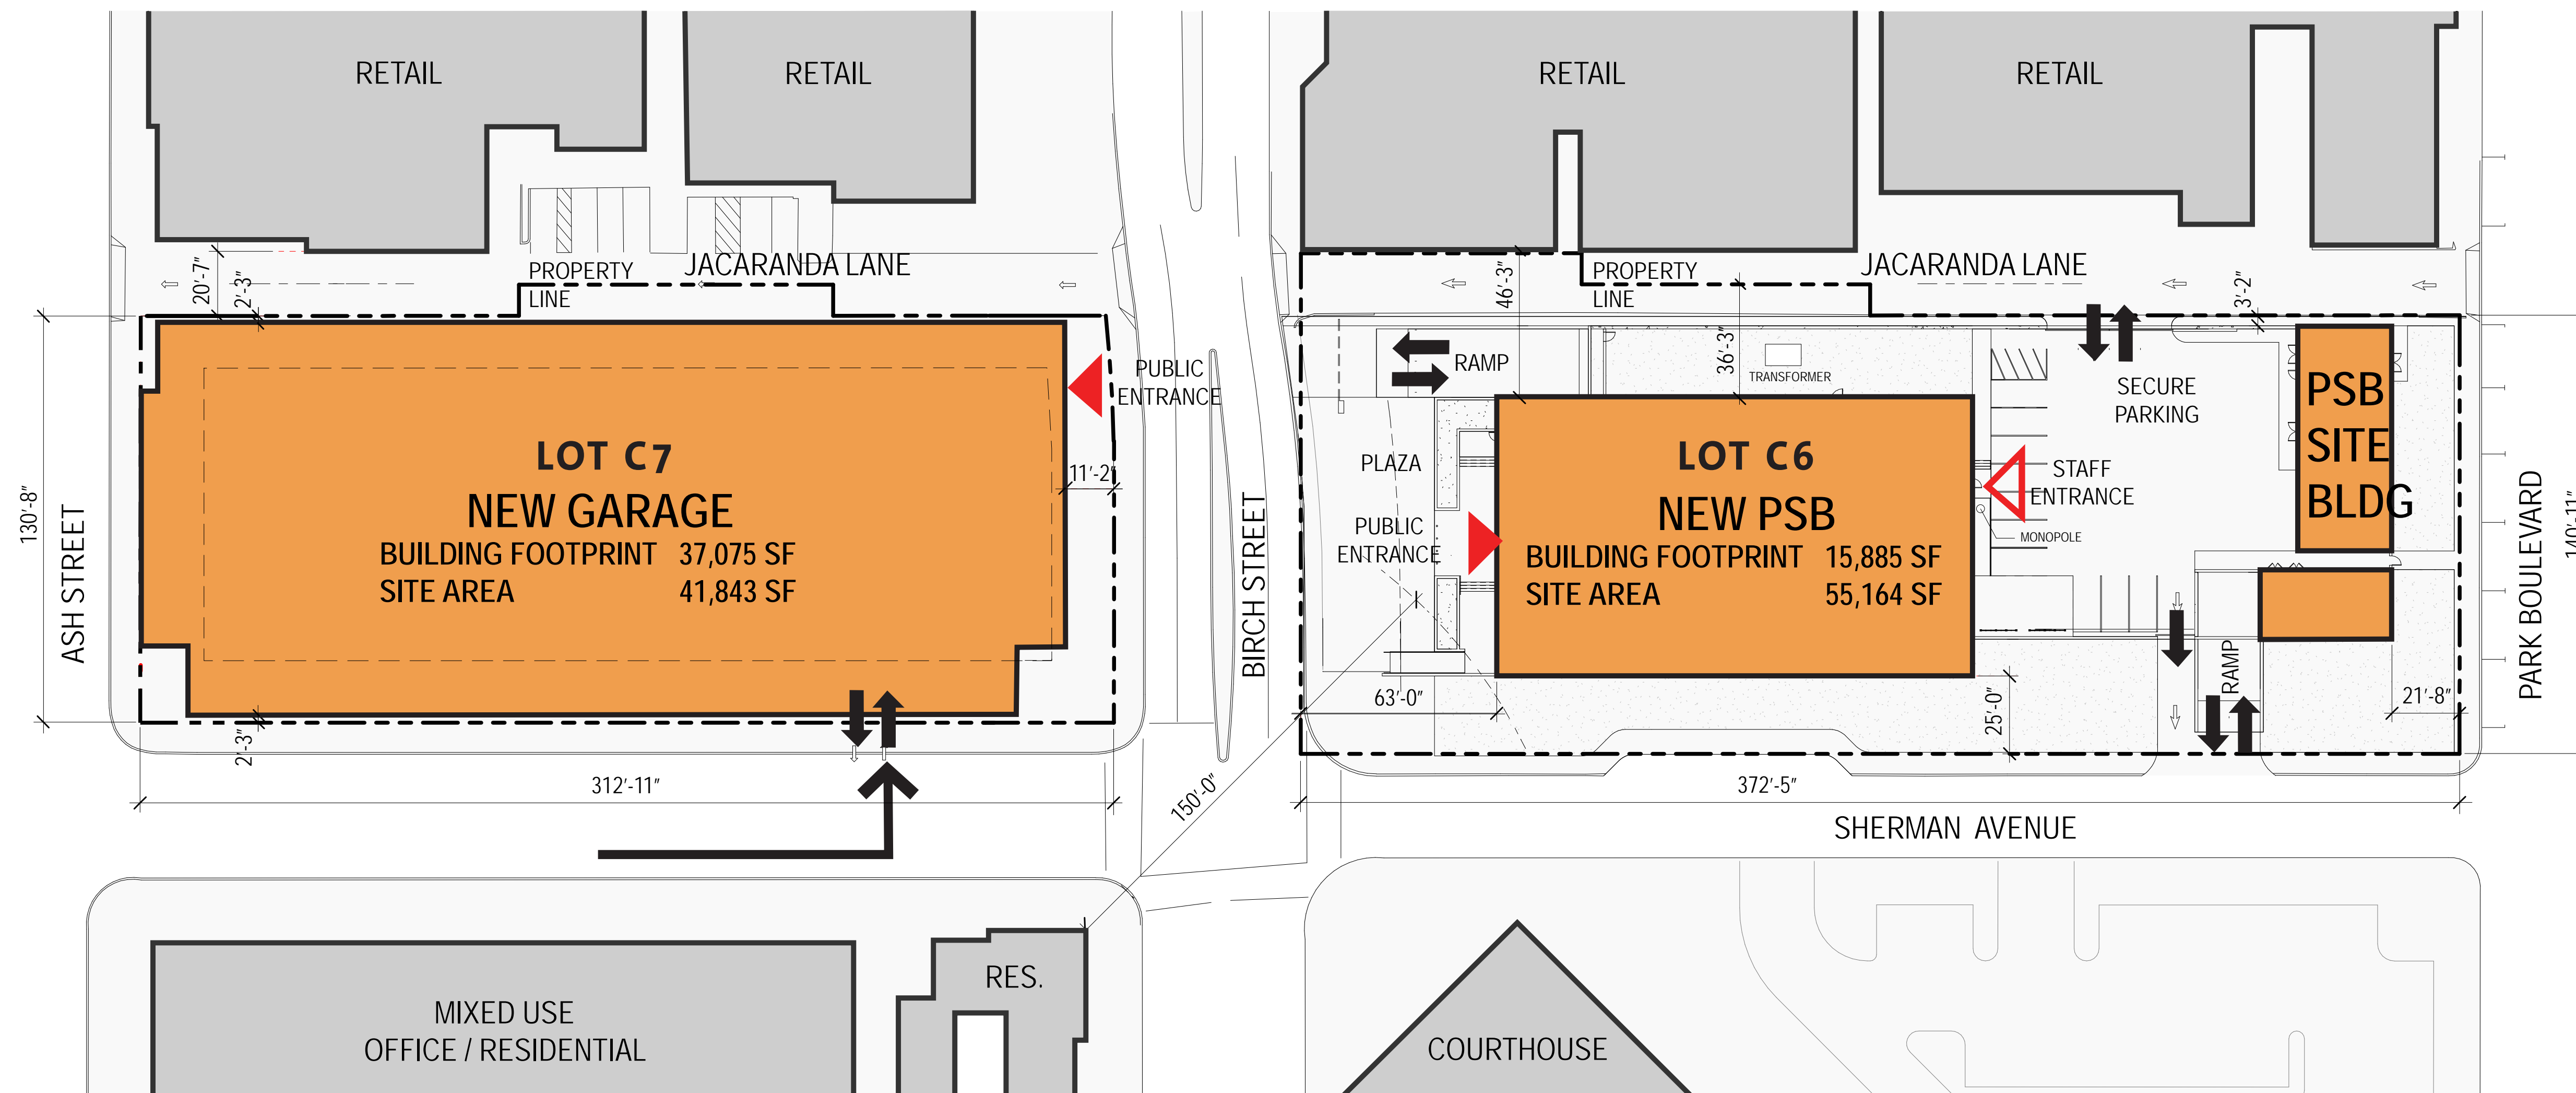 RETAIL
RETAIL
RETAIL
RETAIL
JACARANDA LANE
PROPERTY
LINE
20'-7"
2'-3"
130'-8"
ASH STREET
LOT C7
NEW GARAGE
BUILDING FOOTPRINT 37,075 SF
SITE AREA 41,843 SF
PUBLIC
ENTRANCE
11'-2"
2'-3"
312'-11"
BIRCH STREET
150'-0"
JACARANDA LANE
PROPERTY
LINE
46'-3"
36'-3"
3'-2"
RAMP
TRANSFORMER
SECURE
PARKING
PLAZA
PUBLIC
ENTRANCE
LOT C6
NEW PSB
BUILDING FOOTPRINT 15,885 SF
SITE AREA 55,164 SF
STAFF
ENTRANCE
MONOPOLE
PSB
SITE
BLDG
RAMP
63'-0"
25'-0"
21'-8"
372'-5"
PARK BOULEVARD
140'-11"
SHERMAN AVENUE
MIXED USE
OFFICE / RESIDENTIAL
RES.
COURTHOUSE